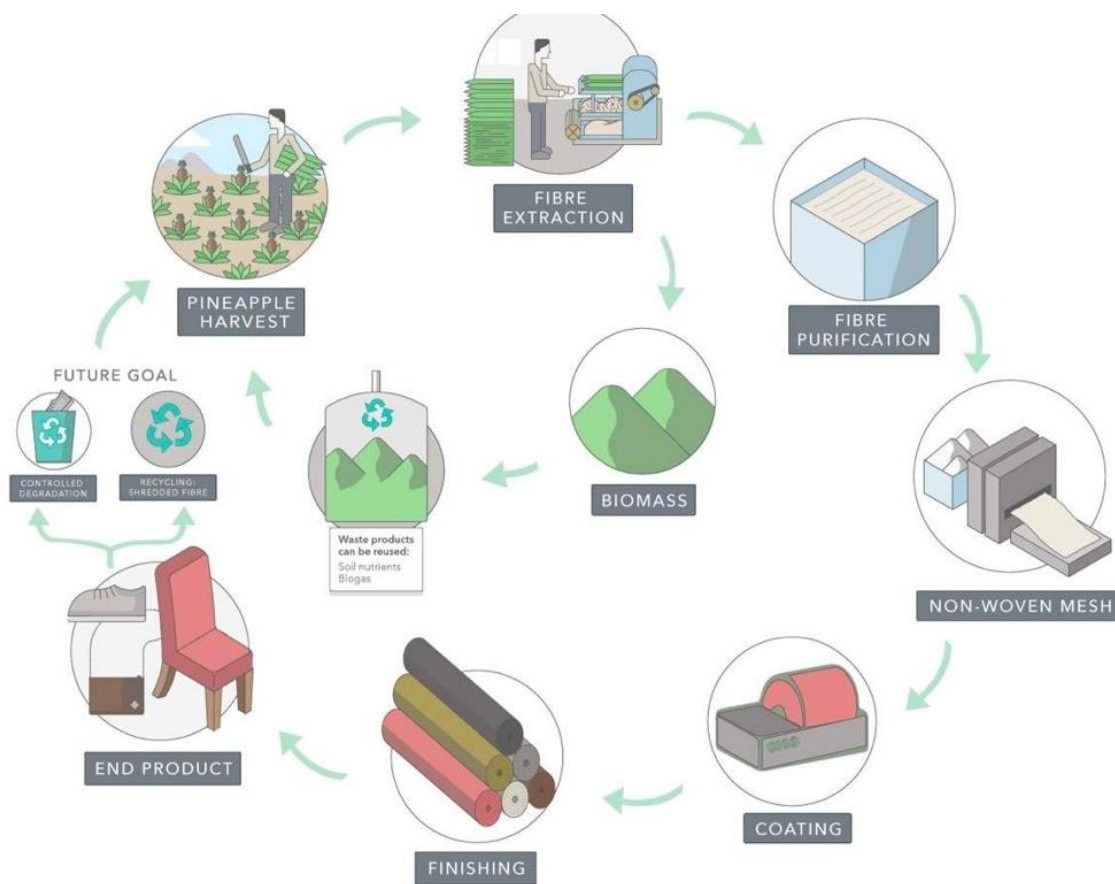 FIBRE
EXTRACTION
PINEAPPLE
HARVEST
FIBRE
PURIFICATION
FUTURE GOAL
CONTROLLED
DEGRADATION
RECYCLING:
SHREDDED FIBRE
BIOMASS
Waste products
can be reused:
Soil nutrients
Biogas
NON-WOVEN MESH
END PRODUCT
COATING
FINISHING